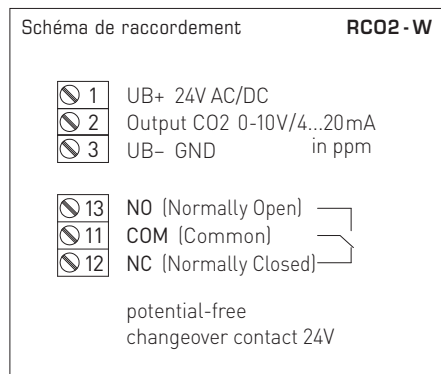 Schéma de raccordement RCO2-W
1 UB+ 24V AC/DC
2 Output CO2 0-10V/4...20mA
3 UB– GND in ppm
13 NO (Normally Open)
11 COM (Common)
12 NC (Normally Closed)
potential-free
changeover contact 24V